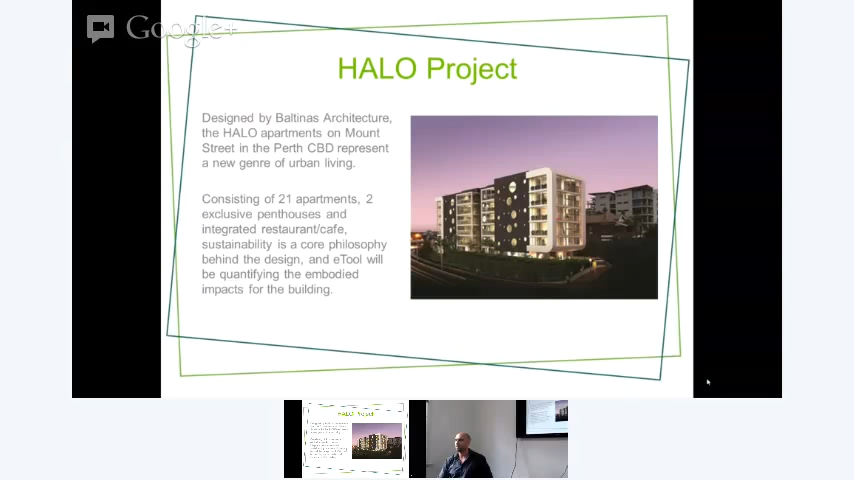 Google+
HALO Project
Designed by Baltinas Architecture,
the HALO apartments on Mount
Street in the Perth CBD represent
a new genre of urban living.
Consisting of 21 apartments, 2
exclusive penthouses and
integrated restaurant/cafe,
sustainability is a core philosophy
behind the design, and eTool will
be quantifying the embodied
impacts for the building.
HALO Project